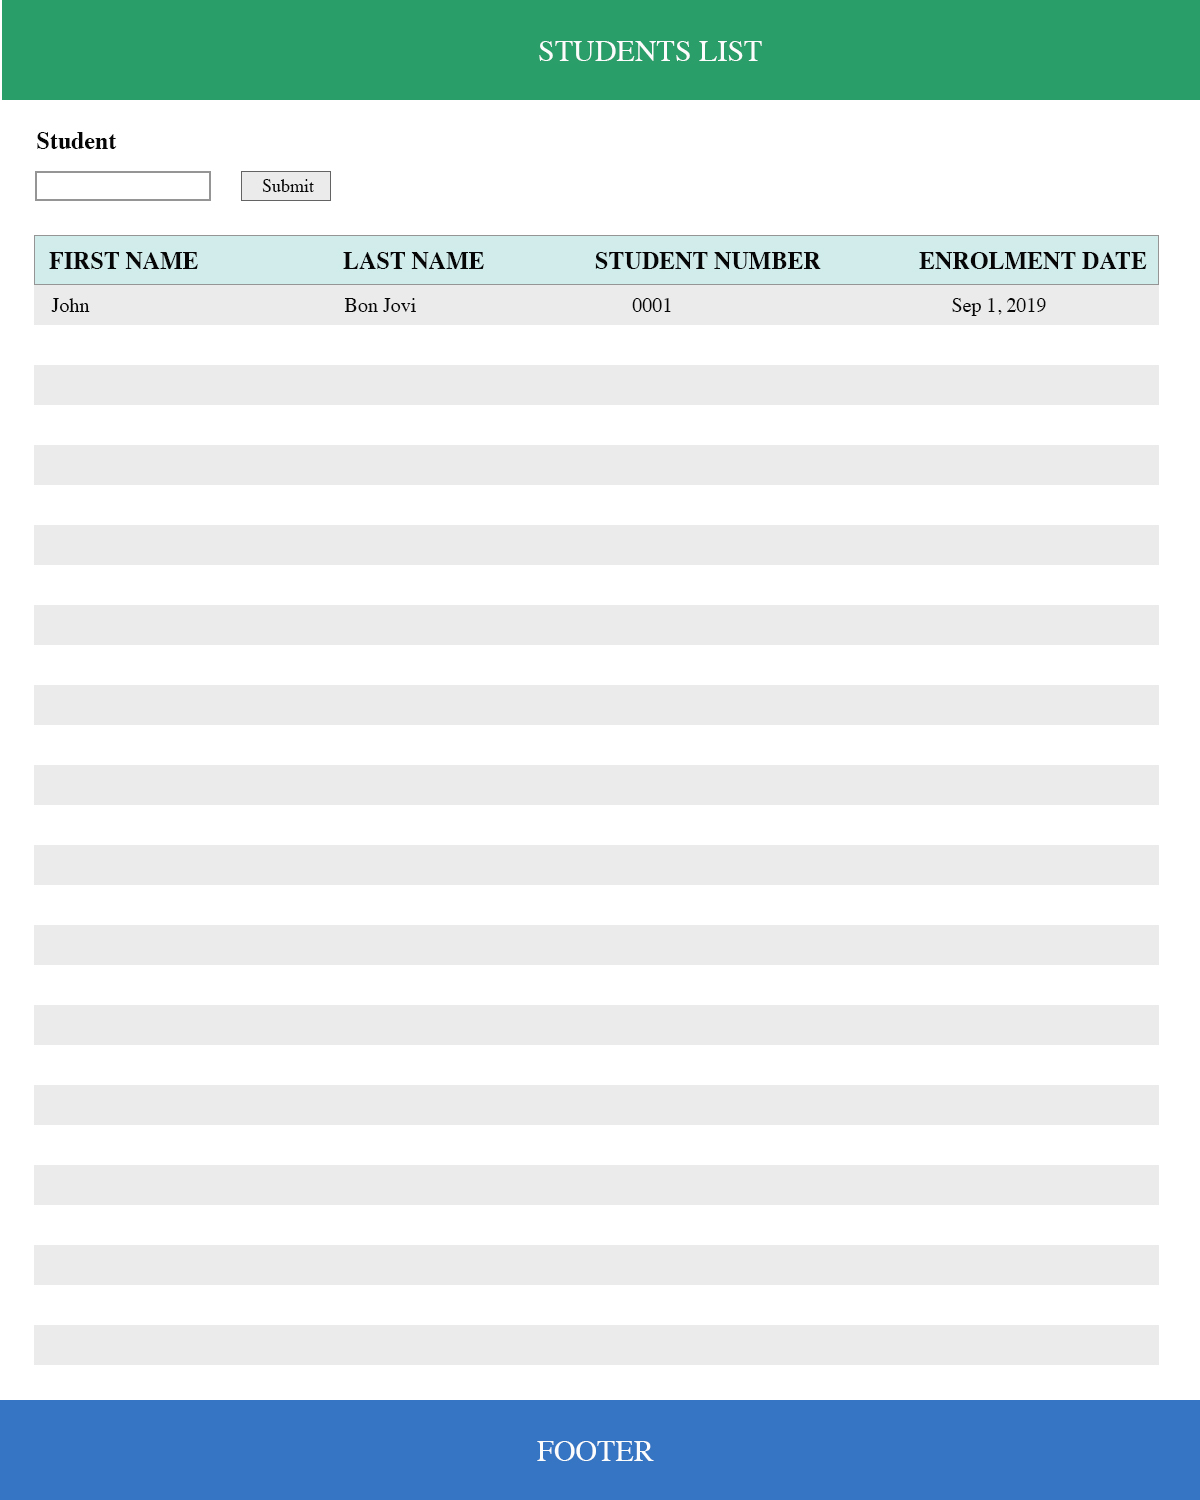 STUDENTS LIST
Student
Submit
FIRST NAME LAST NAME STUDENT NUMBER ENROLMENT DATE
John Bon Jovi 0001 Sep 1, 2019
FOOTER